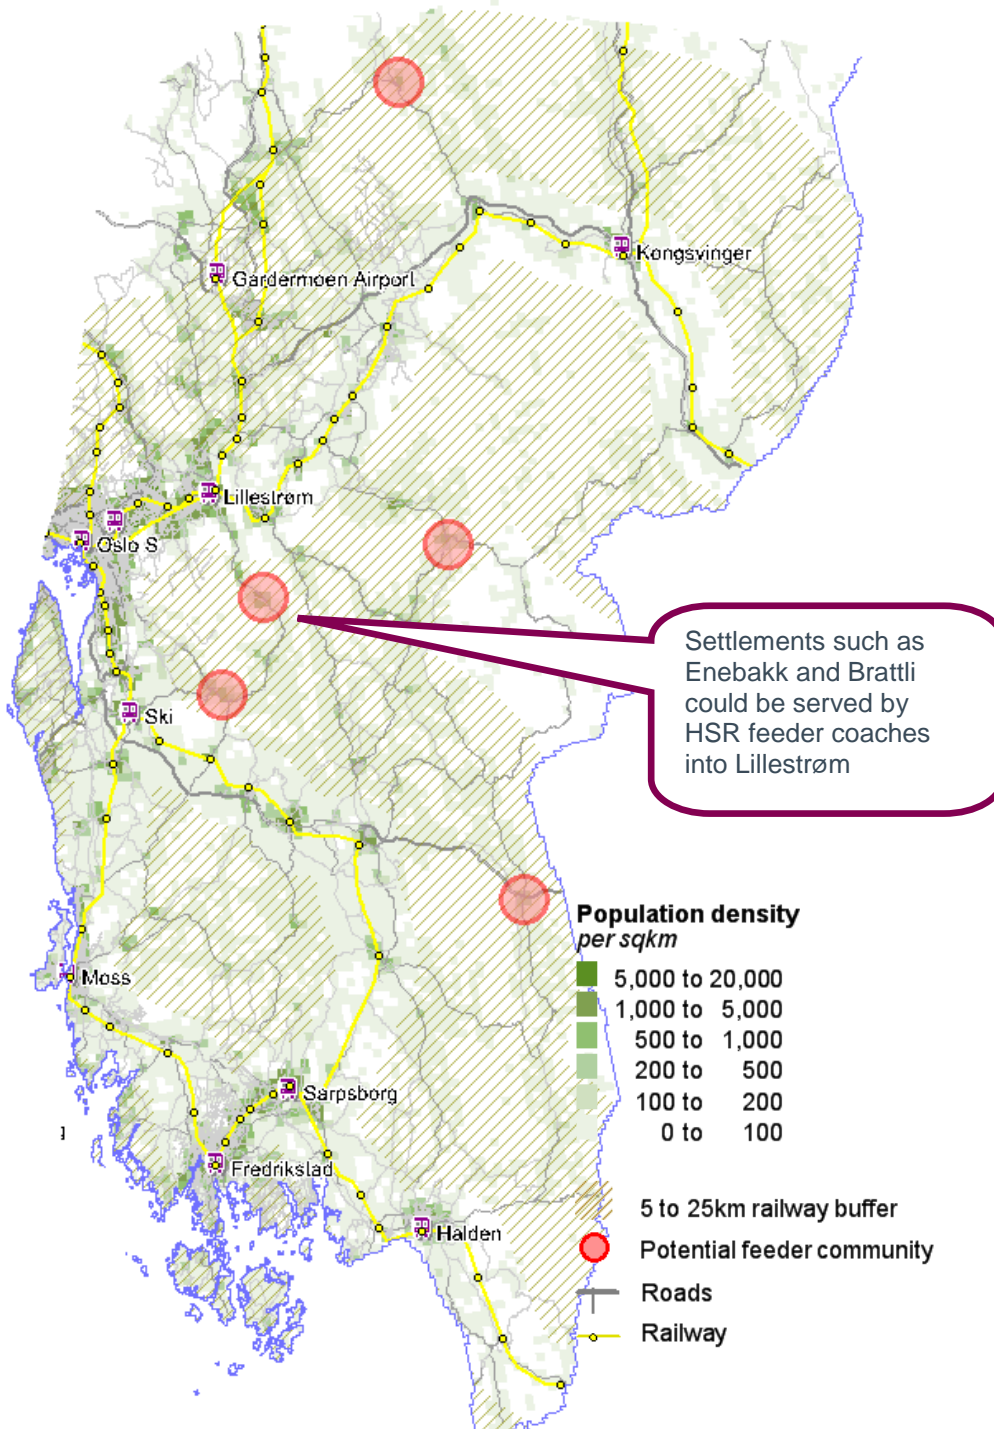 Kongsvinger
Gardermoen Airport
Lillestrøm
Oslo S
Settlements such as
Enebakk and Brattli
could be served by
HSR feeder coaches
into Lillestrøm
Ski
Population density
per sqkm
Moss
5,000 to 20,000
1,000 to 5,000
500 to 1,000
200 to 500
100 to 200
0 to 100
Sarpsborg
Fredrikstad
5 to 25km railway buffer
Halden
Potential feeder community
Roads
Railway